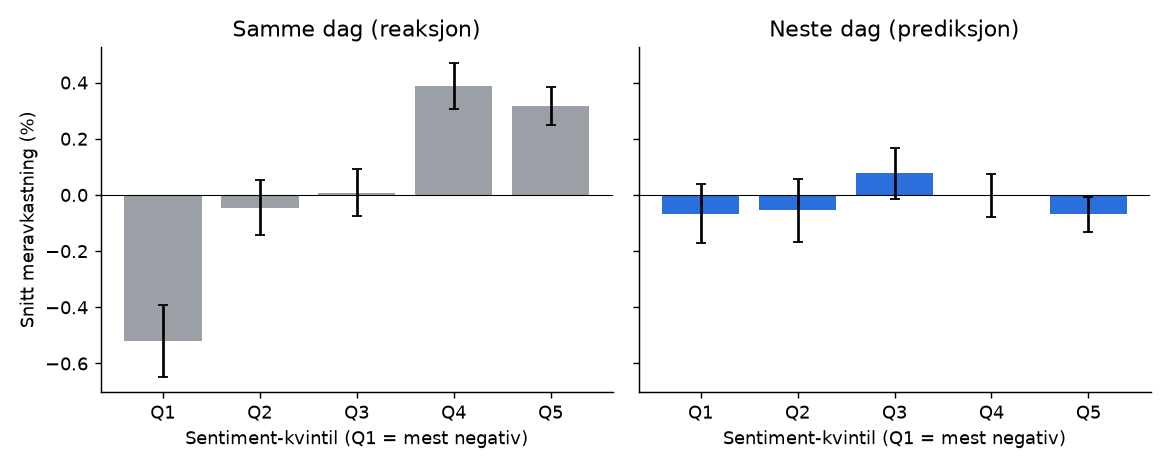 Samme dag (reaksjon)
Neste dag (prediksjon)
Snitt meravkastning (%)
0.4
0.2
0.0
−0.2
−0.4
−0.6
Q1 Q2 Q3 Q4 Q5
Sentiment-kvintil (Q1 = mest negativ)
Q1 Q2 Q3 Q4 Q5
Sentiment-kvintil (Q1 = mest negativ)